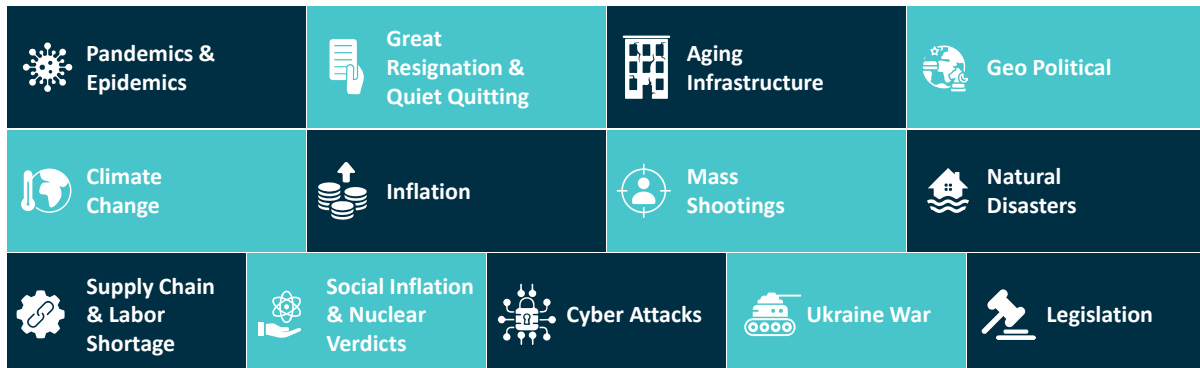 Pandemics &
Epidemics
Great
Resignation &
Quiet Quitting
Aging
Infrastructure
Geo Political
Climate
Change
Inflation
Mass
Shootings
Natural
Disasters
Supply Chain
& Labor
Shortage
Social Inflation
& Nuclear
Verdicts
Cyber Attacks
Ukraine War
Legislation